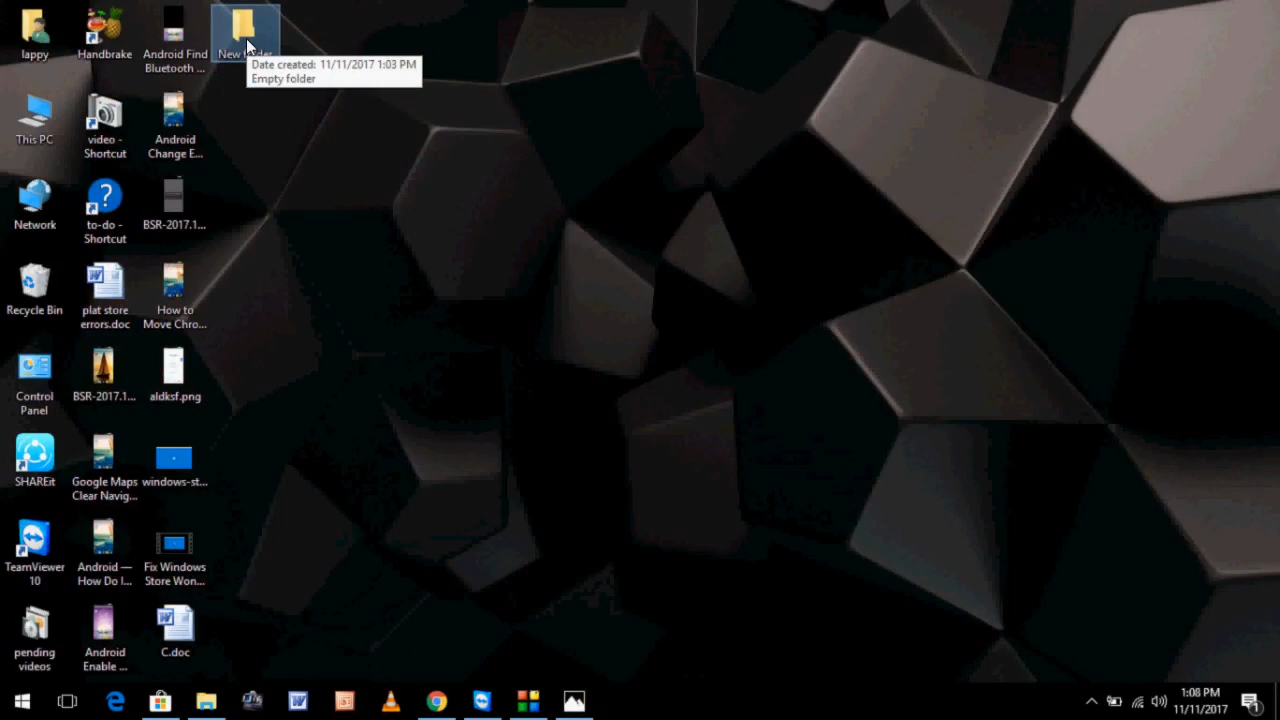 lappy
Handbrake
Android Find
Bluetooth ...
Date created: 11/11/2017 1:03 PM
Empty folder
This PC
video -
Shortcut
Android
Change E...
Network
to-do -
Shortcut
BSR-2017.1...
Recycle Bin
plat store
errors.doc
How to
Move Chro...
Control
Panel
BSR-2017.1...
aldksf.png
SHAREit
Google Maps
Clear Navig...
windows-st...
TeamViewer
10
Android —
How Do I...
Fix Windows
Store Won...
pending
videos
Android
Enable ...
C.doc
1:08 PM
11/11/2017
1